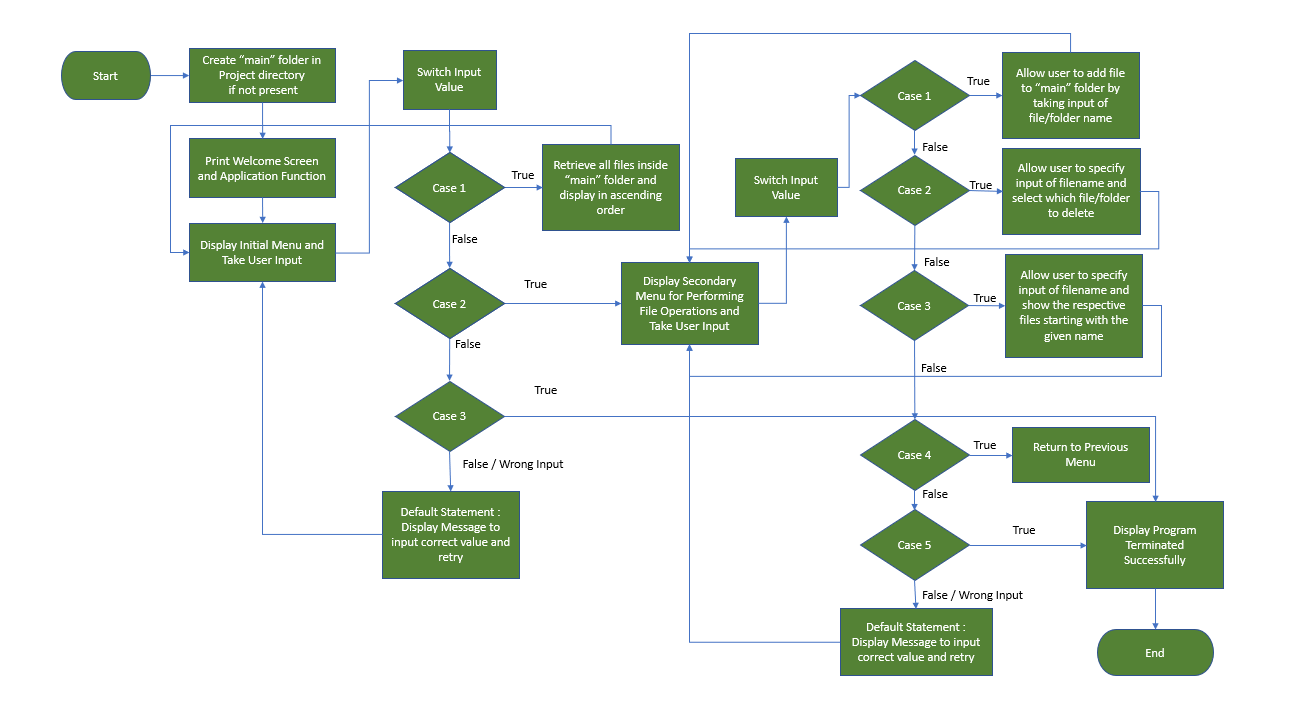 Start
Create “main” folder in
Project directory
if not present
Print Welcome Screen
and Application Function
Display Initial Menu and
Take User Input
Switch Input
Value
Case 1
True
Retrieve all files inside
“main” folder and
display in ascending
order
False
Case 2
True
False
Case 3
True
False / Wrong Input
Default Statement :
Display Message to
input correct value and
retry
Display Secondary
Menu for Performing
File Operations and
Take User Input
Switch Input
Value
Case 1
True
Allow user to add file
to “main” folder by
taking input of
file/folder name
False
Case 2
True
Allow user to specify
input of filename and
select which file/folder
to delete
False
Case 3
True
Allow user to specify
input of filename and
show the respective
files starting with the
given name
False
Case 4
True
Return to Previous
Menu
False
Case 5
True
Display Program
Terminated
Successfully
False / Wrong Input
Default Statement :
Display Message to input
correct value and retry
End